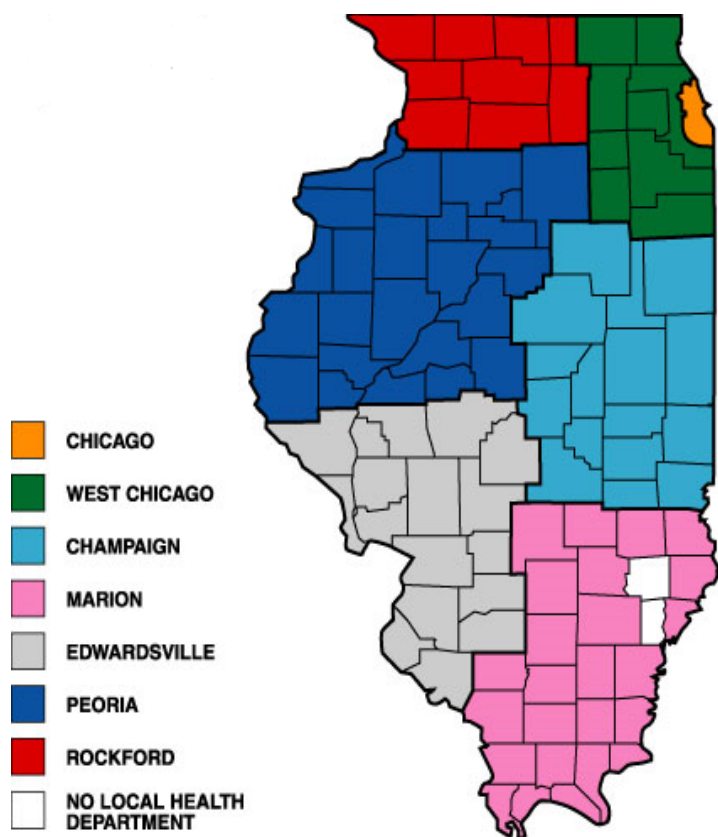 CHICAGO
WEST CHICAGO
CHAMPAIGN
MARION
EDWARDSVILLE
PEORIA
ROCKFORD
NO LOCAL HEALTH
DEPARTMENT